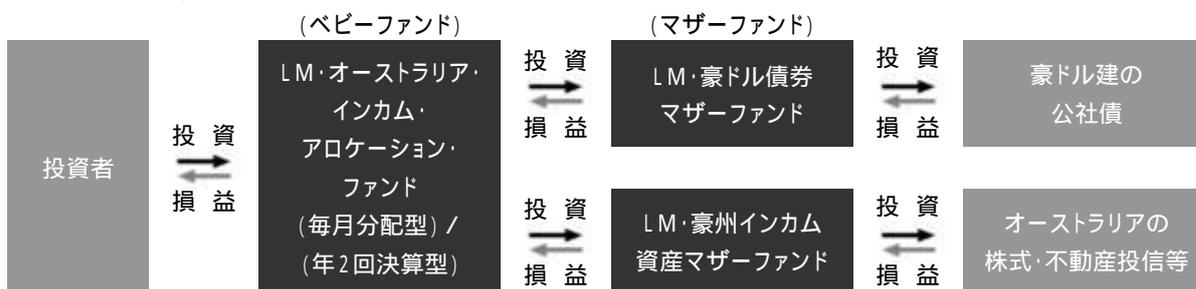 (ベビーファンド)
(マザーファンド)
投資者
投 資
損 益
LM・オーストラリア・
インカム・
アロケーション・
ファンド
(毎月分配型)/
(年2回決算型)
投 資
損 益
LM・豪ドル債券
マザーファンド
投 資
損 益
豪ドル建の
公社債
投 資
損 益
LM・豪州インカム
資産マザーファンド
投 資
損 益
オーストラリアの
株式・不動産投信等